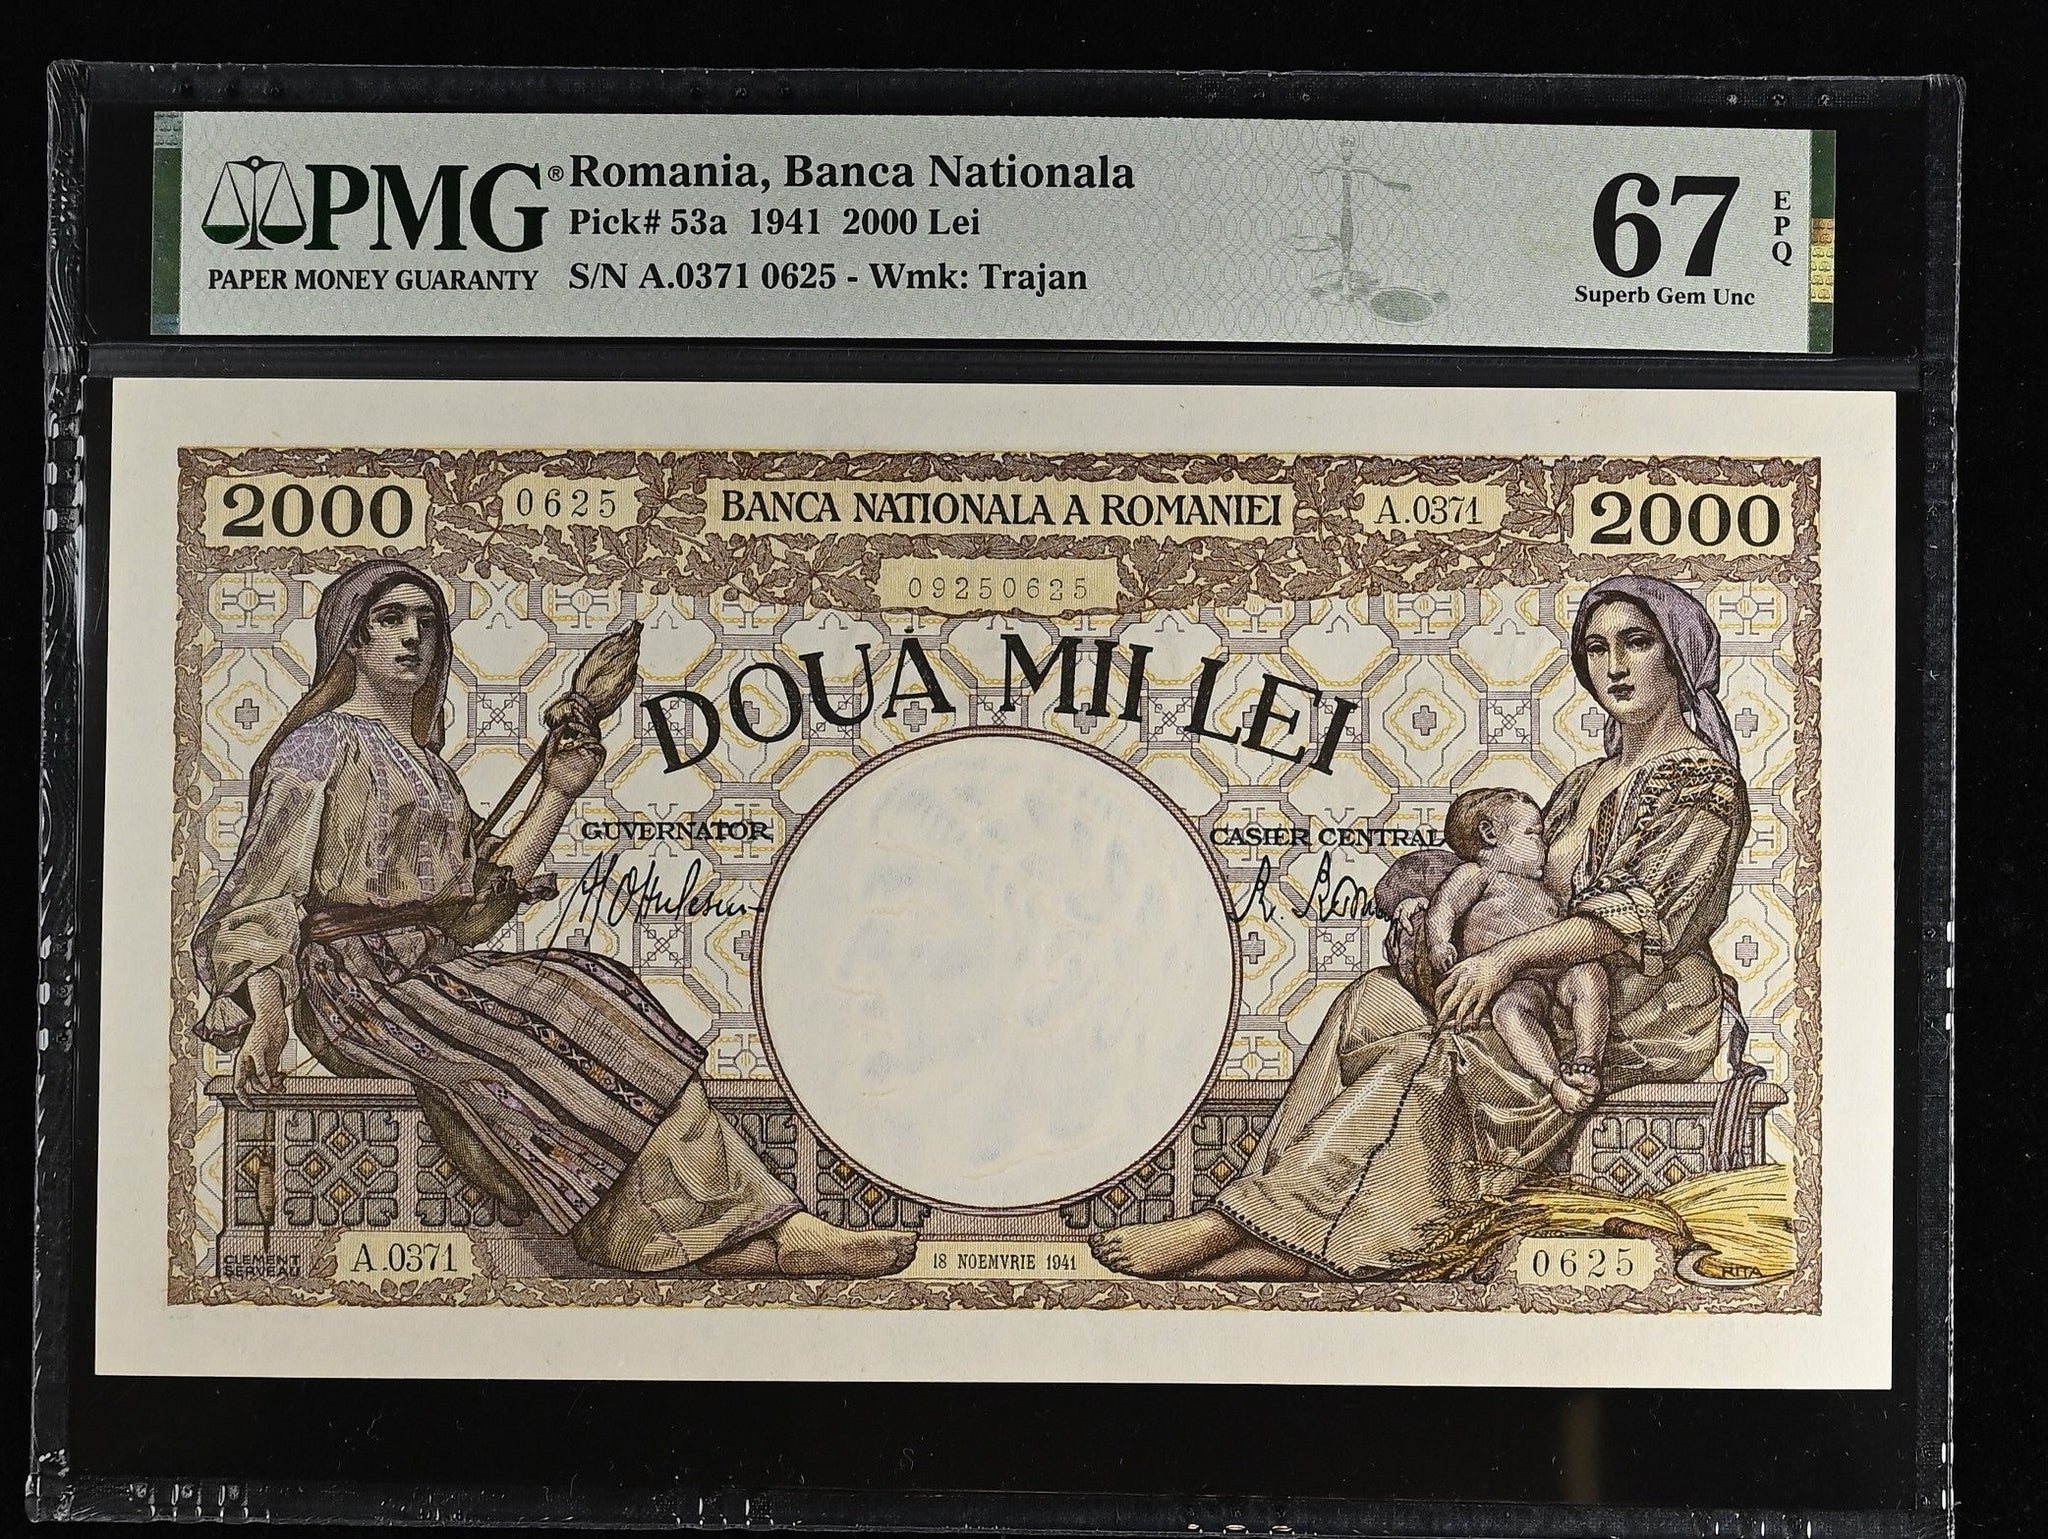 PMG® Romania, Banca Nationala
Pick# 53a 1941 2000 Lei
PAPER MONEY GUARANTY S/N A.0371 0625 - Wmk: Trajan
67 EPQ
Superb Gem Unc
2000 0625 BANCA NATIONALA A ROMANIEI A.0371 2000
09250625
DOUĂ MII LEI
GUVERNATOR CASIER CENTRAL
CLEMENT
SERVEAU
A.0371 18 NOEMVRIE 1941 0625 RITA